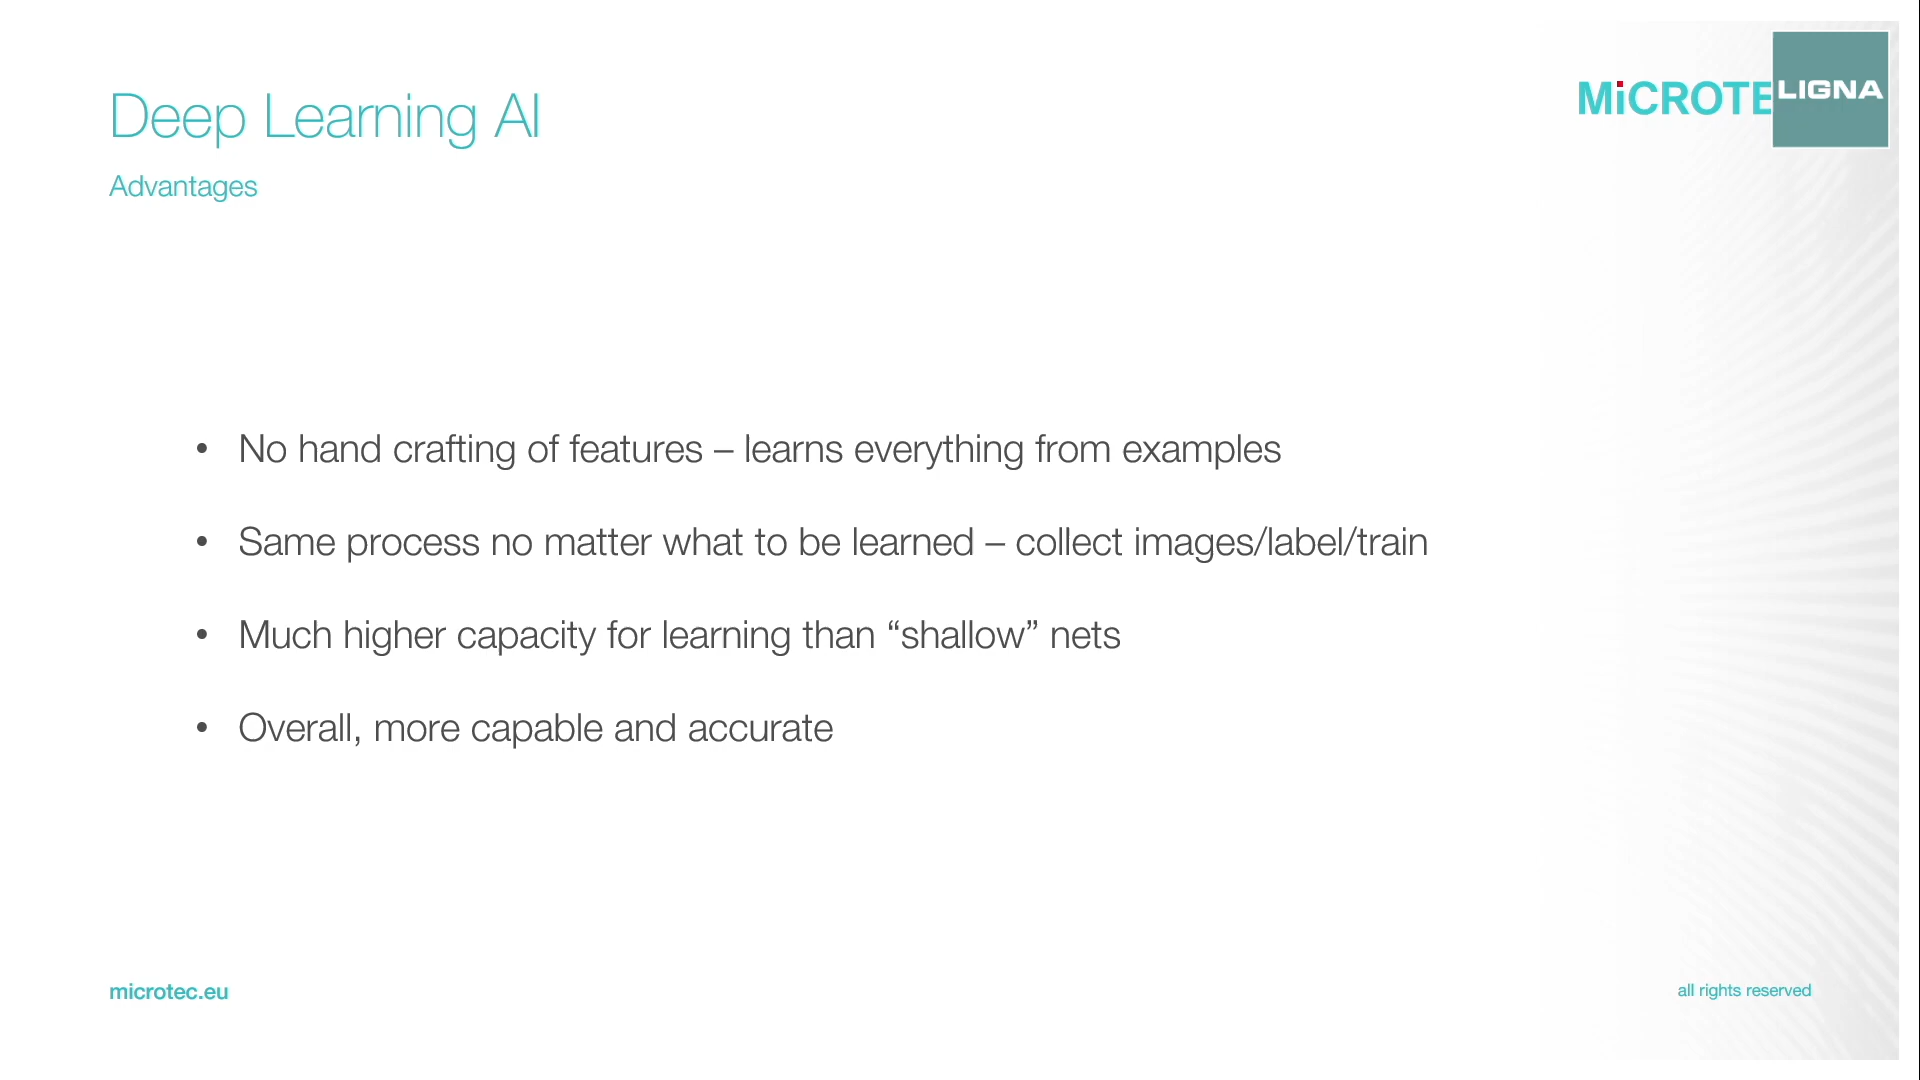 Deep Learning AI
Advantages
MiCROTE
LIGNA
• No hand crafting of features – learns everything from examples
• Same process no matter what to be learned – collect images/label/train
• Much higher capacity for learning than “shallow” nets
• Overall, more capable and accurate
microtec.eu
all rights reserved